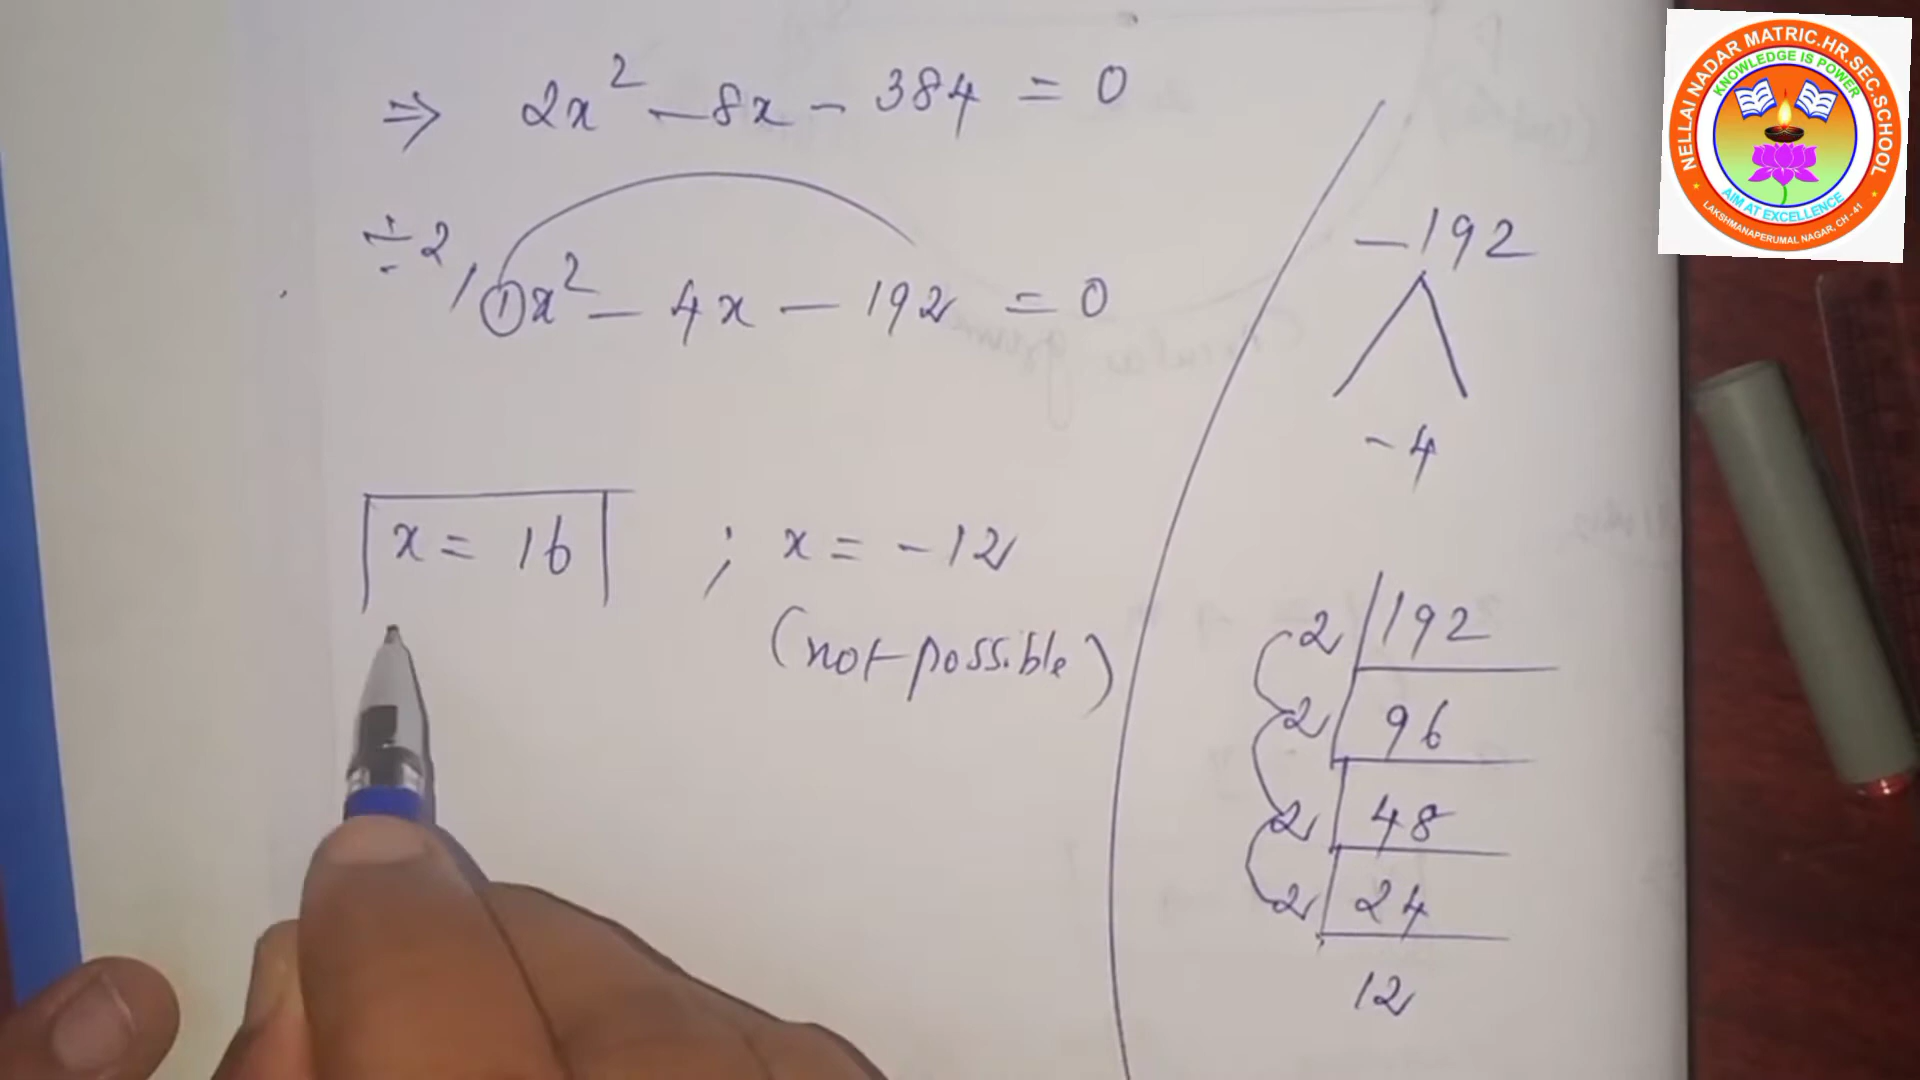 ⇒ 2x² - 8x - 384 = 0
÷2, 1x² - 4x - 192 = 0
x = 16 ; x = -12
(not possible)
-192
-4
2 | 192
2 | 96
2 | 48
2 | 24
12
NELLAI NADAR MATRIC.HR.SEC.SCHOOL
KNOWLEDGE IS POWER
AIM AT EXCELLENCE
LAKSHMANAPERUMAL NAGAR, CH - 41